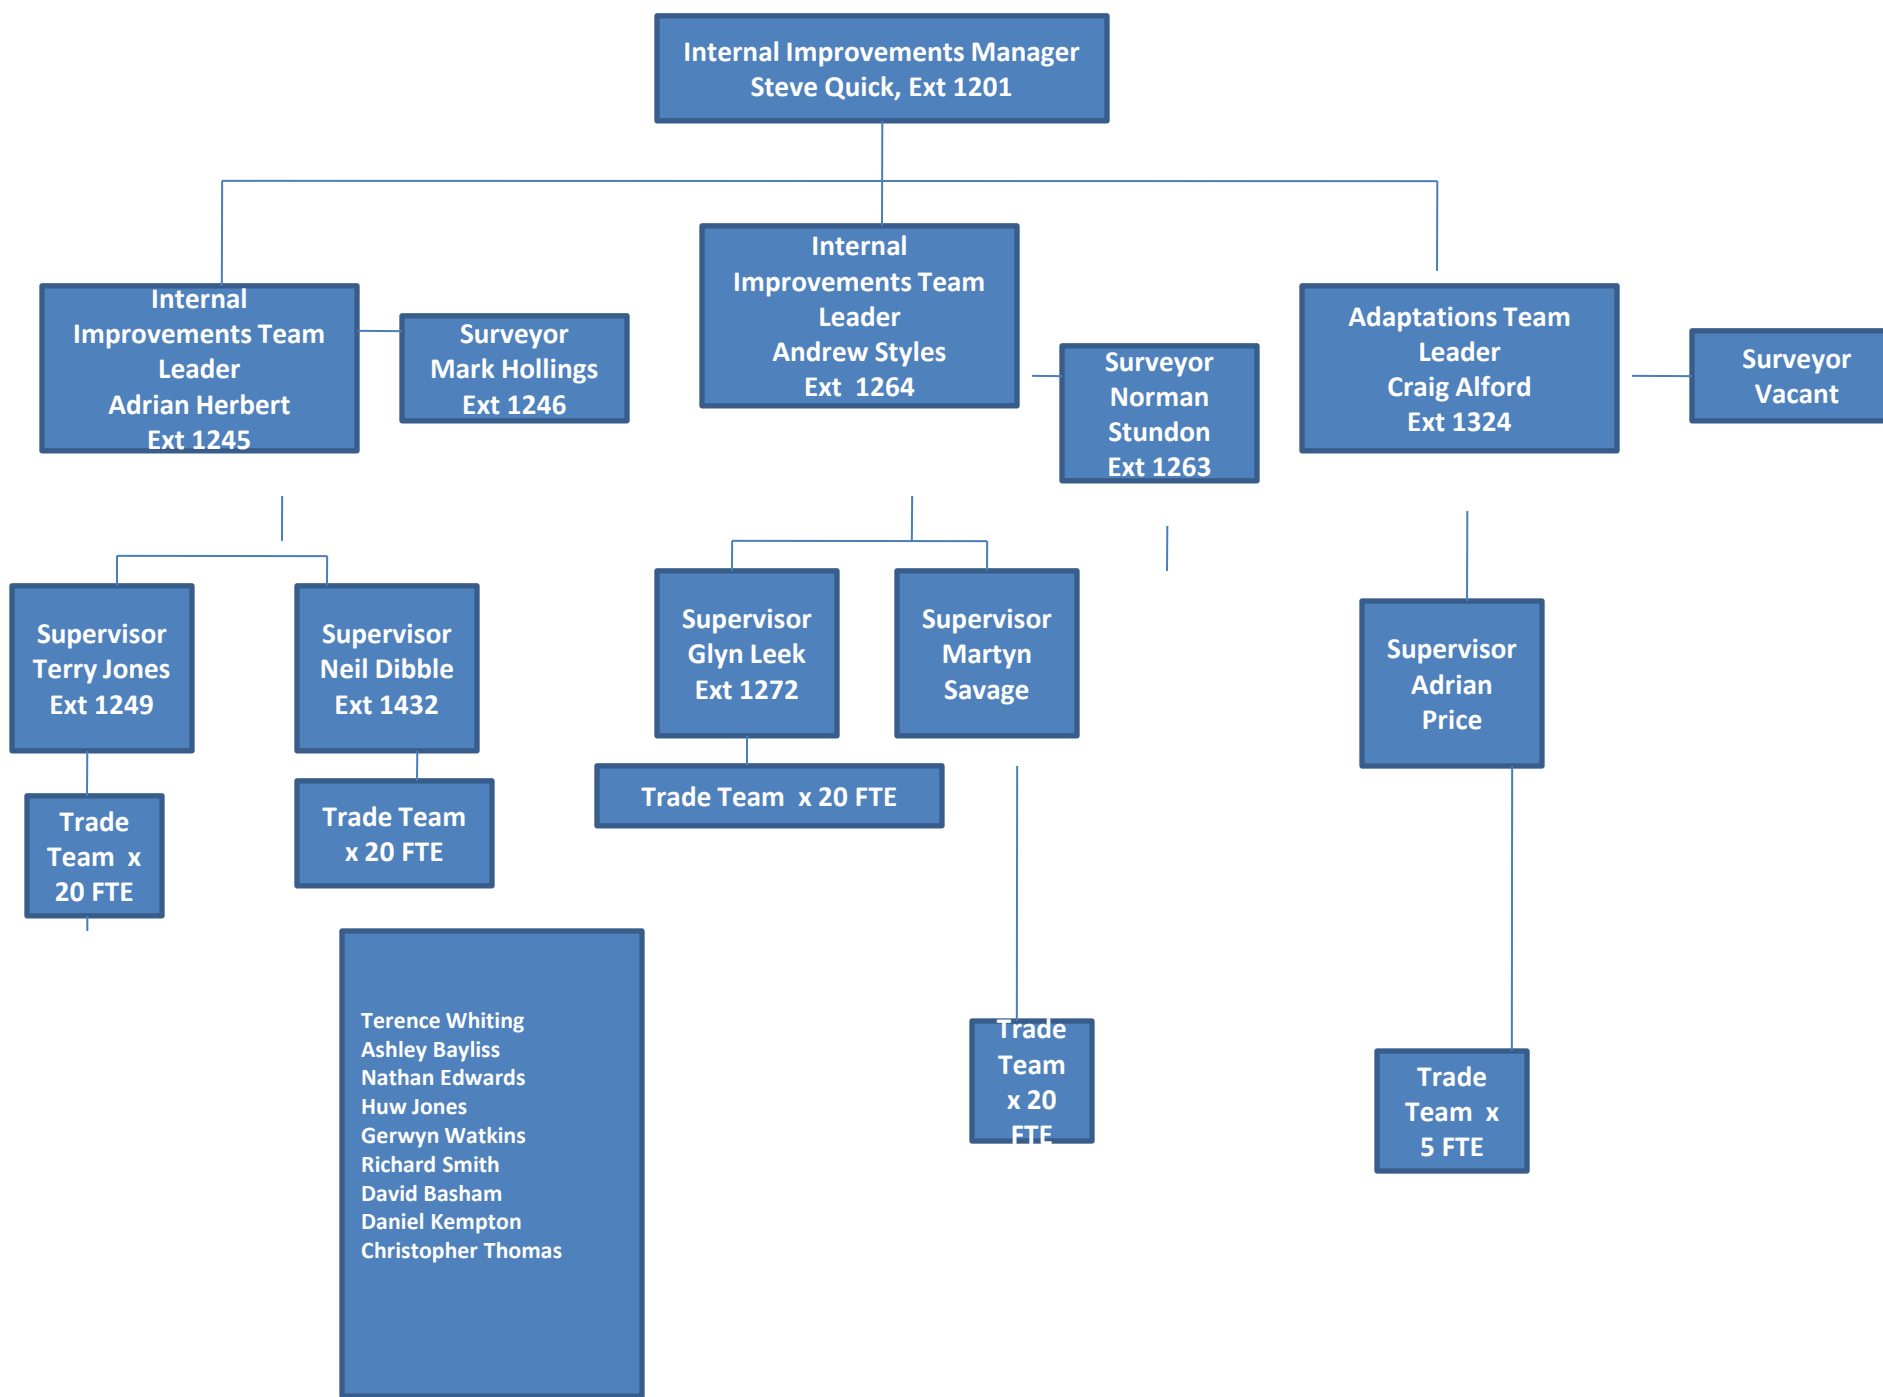 Internal Improvements Manager
Steve Quick, Ext 1201
Internal
Improvements Team
Leader
Adrian Herbert
Ext 1245
Surveyor
Mark Hollings
Ext 1246
Internal
Improvements Team
Leader
Andrew Styles
Ext  1264
Surveyor
Norman
Stundon
Ext 1263
Adaptations Team
Leader
Craig Alford
Ext 1324
Surveyor
Vacant
Supervisor
Terry Jones
Ext 1249
Supervisor
Neil Dibble
Ext 1432
Supervisor
Glyn Leek
Ext 1272
Supervisor
Martyn
Savage
Supervisor
Adrian
Price
Trade
Team  x
20 FTE
Trade Team
x 20 FTE
Trade Team  x 20 FTE
Trade
Team
x 20
FTE
Trade
Team  x
5 FTE
Terence Whiting
Ashley Bayliss
Nathan Edwards
Huw Jones
Gerwyn Watkins
Richard Smith
David Basham
Daniel Kempton
Christopher Thomas